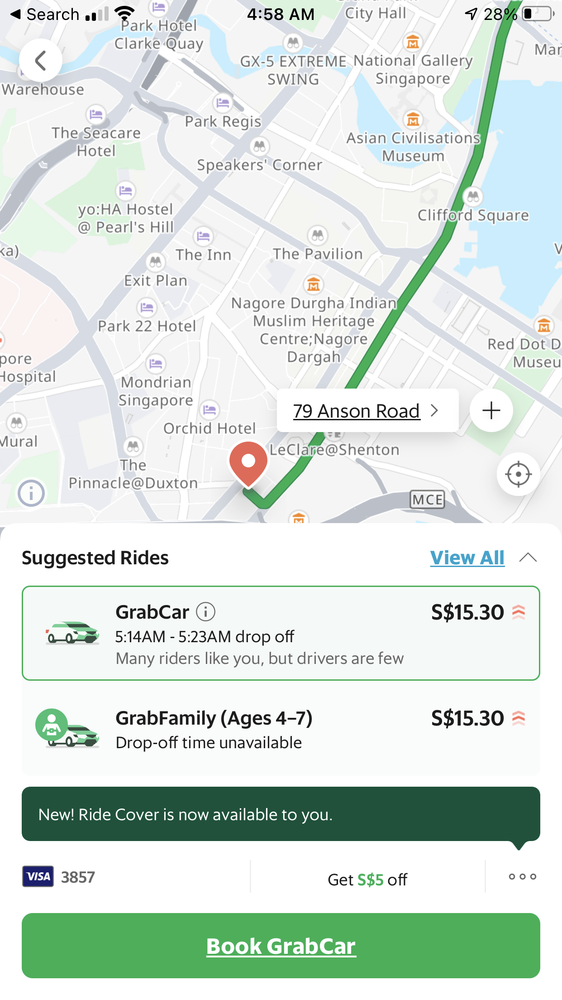 Search
4:58 AM
28%
City Hall
Park Hotel
Clarke Quay
GX-5 EXTREME
SWING
National Gallery
Singapore
Warehouse
The Seacare
Hotel
Park Regis
Asian Civilisations
Museum
Speakers' Corner
yo:HA Hostel
@ Pearl's Hill
Clifford Square
The Inn
The Pavilion
Exit Plan
Nagore Durgha Indian
Muslim Heritage
Centre;Nagore
Dargah
Park 22 Hotel
Red Dot D
Museu
pore
Hospital
Mondrian
Singapore
79 Anson Road
Orchid Hotel
Mural
LeClare@Shenton
The
Pinnacle@Duxton
MCE
Suggested Rides
View All
GrabCar
S$15.30
5:14AM - 5:23AM drop off
Many riders like you, but drivers are few
GrabFamily (Ages 4–7)
S$15.30
Drop-off time unavailable
New! Ride Cover is now available to you.
VISA 3857
Get S$5 off
Book GrabCar